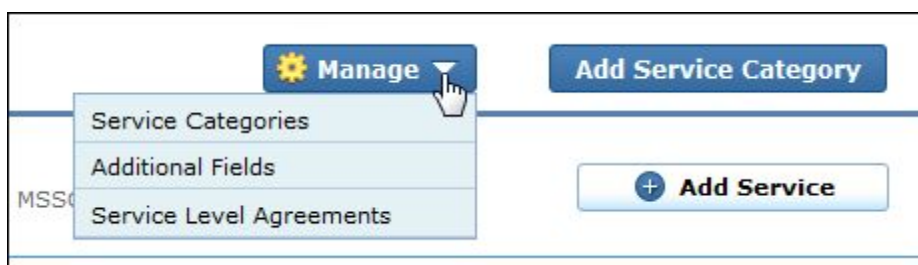 Manage
Add Service Category
Service Categories
Additional Fields
Add Service
Service Level Agreements